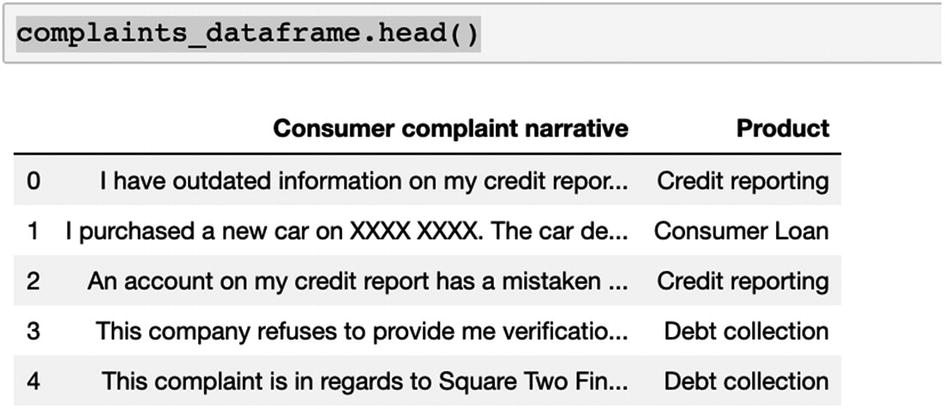 complaints_dataframe.head()
Consumer complaint narrative Product
0 I have outdated information on my credit repor... Credit reporting
1 I purchased a new car on XXXX XXXX. The car de... Consumer Loan
2 An account on my credit report has a mistaken ... Credit reporting
3 This company refuses to provide me verificatio... Debt collection
4 This complaint is in regards to Square Two Fin... Debt collection